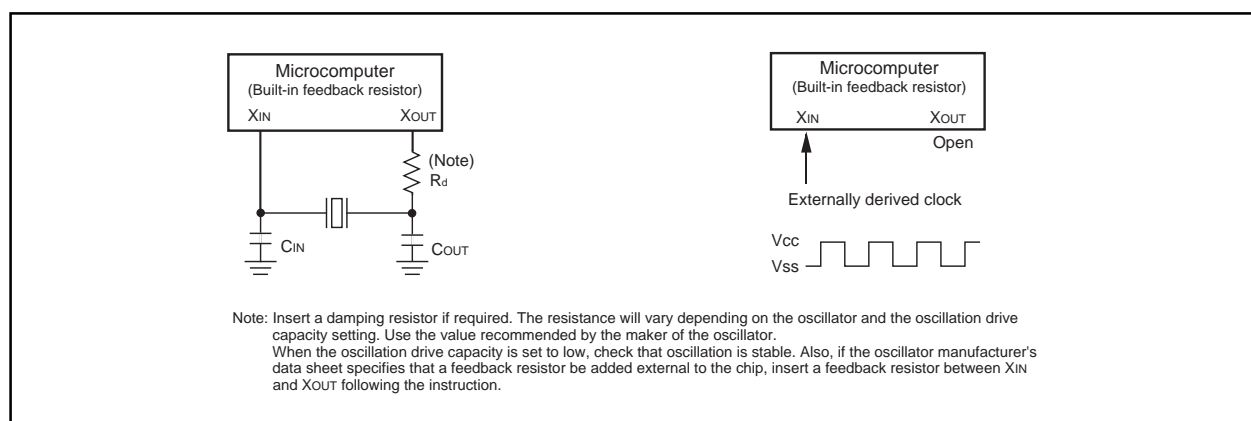 Microcomputer
(Built-in feedback resistor)
XIN XOUT
(Note)
Rd
CIN
COUT
Microcomputer
(Built-in feedback resistor)
XIN XOUT
Open
Externally derived clock
Vcc
Vss
Note: Insert a damping resistor if required. The resistance will vary depending on the oscillator and the oscillation drive
capacity setting. Use the value recommended by the maker of the oscillator.
When the oscillation drive capacity is set to low, check that oscillation is stable. Also, if the oscillator manufacturer's
data sheet specifies that a feedback resistor be added external to the chip, insert a feedback resistor between XIN
and XOUT following the instruction.